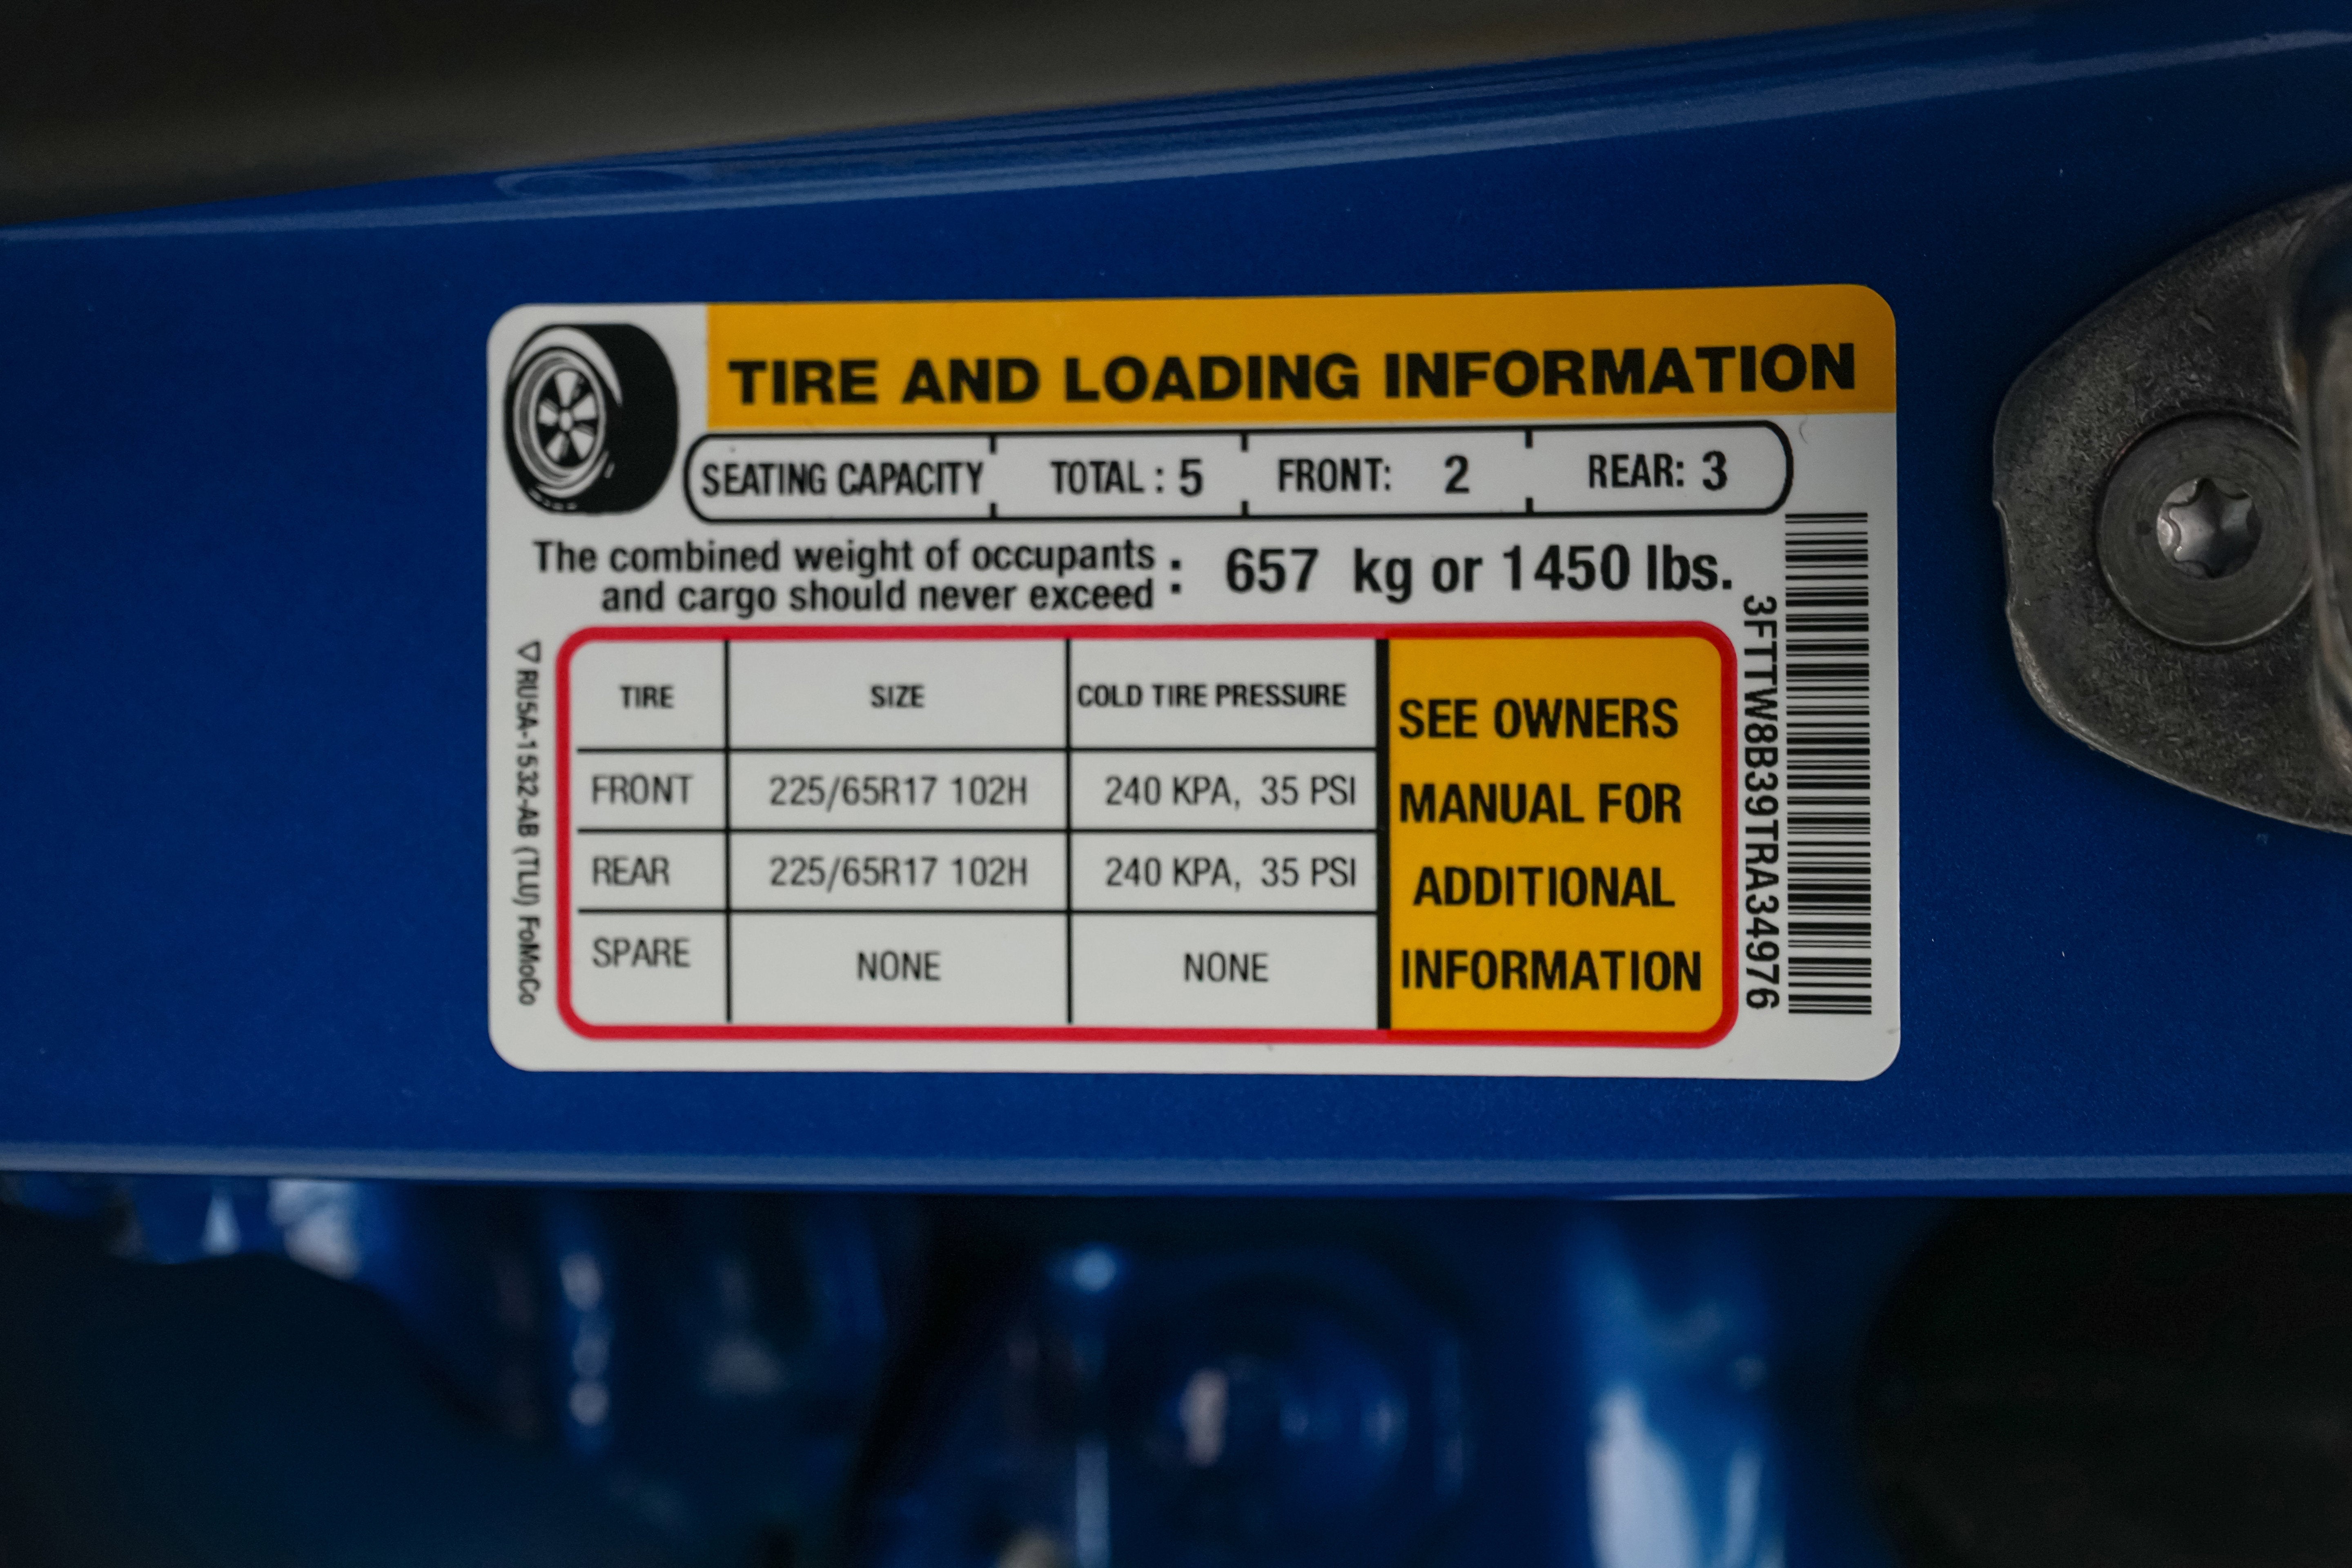 TIRE AND LOADING INFORMATION
SEATING CAPACITY TOTAL : 5 FRONT: 2 REAR: 3
The combined weight of occupants
and cargo should never exceed : 657 kg or 1450 lbs.
TIRE SIZE COLD TIRE PRESSURE
FRONT 225/65R17 102H 240 KPA, 35 PSI
REAR 225/65R17 102H 240 KPA, 35 PSI
SPARE NONE NONE
SEE OWNERS
MANUAL FOR
ADDITIONAL
INFORMATION
3FTTW8B39TRA34976
RU5A-1532-AB (TLU) FoMoCo